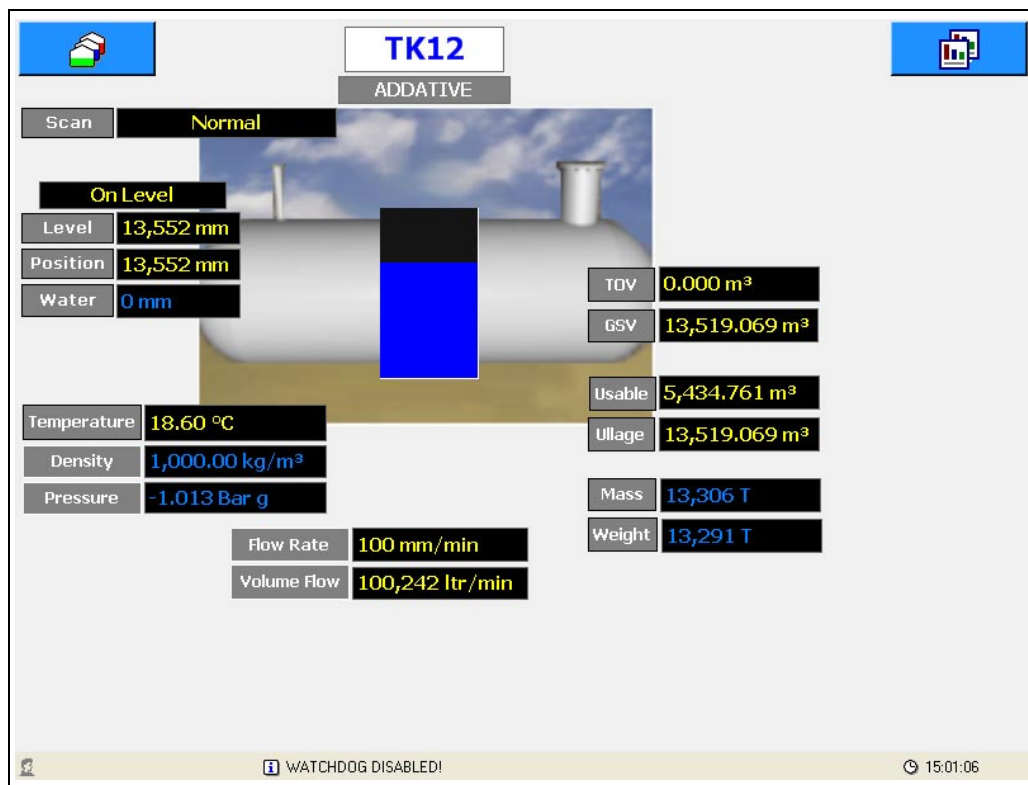 TK12
ADDATIVE
Scan Normal
On Level
Level 13,552 mm
Position 13,552 mm
Water 0 mm
TOV 0.000 m³
GSV 13,519.069 m³
Usable 5,434.761 m³
Ullage 13,519.069 m³
Temperature 18.60 ºC
Density 1,000.00 kg/m³
Pressure -1.013 Bar g
Mass 13,306 T
Weight 13,291 T
Flow Rate 100 mm/min
Volume Flow 100,242 ltr/min
WATCHDOG DISABLED! 15:01:06